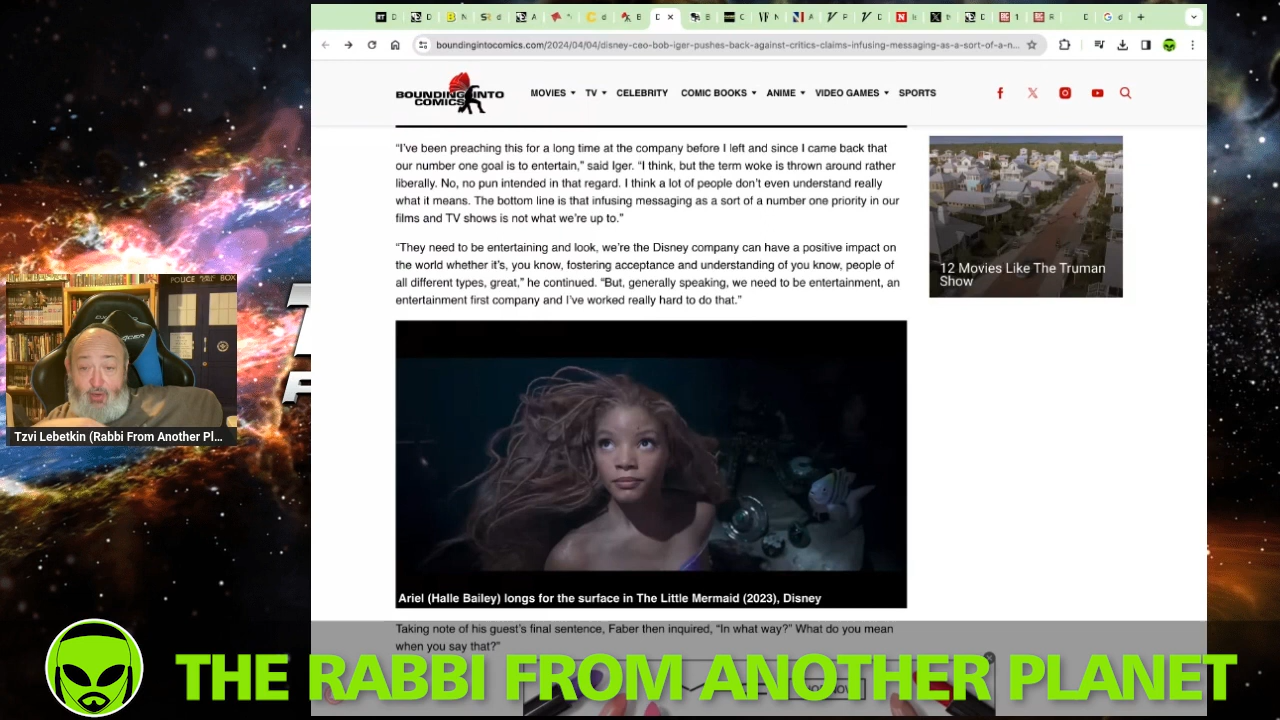 boundingintocomics.com/2024/04/04/disney-ceo-bob-iger-pushes-back-against-critics-claims-infusing-messaging-as-a-sort-of-a-n...
BOUNDING INTO
COMICS
MOVIES TV CELEBRITY COMIC BOOKS ANIME VIDEO GAMES SPORTS
“I’ve been preaching this for a long time at the company before I left and since I came back that
our number one goal is to entertain,” said Iger. “I think, but the term woke is thrown around rather
liberally. No, no pun intended in that regard. I think a lot of people don’t even understand really
what it means. The bottom line is that infusing messaging as a sort of a number one priority in our
films and TV shows is not what we’re up to.”
“They need to be entertaining and look, we’re the Disney company can have a positive impact on
the world whether it’s, you know, fostering acceptance and understanding of you know, people of
all different types, great,” he continued. “But, generally speaking, we need to be entertainment, an
entertainment first company and I’ve worked really hard to do that.”
12 Movies Like The Truman
Show
POLICE BOX
Tzvi Lebetkin (Rabbi From Another Pl...
Ariel (Halle Bailey) longs for the surface in The Little Mermaid (2023), Disney
Taking note of his guest’s final sentence, Faber then inquired, “In what way?” What do you mean
when you say that?”
THE RABBI FROM ANOTHER PLANET